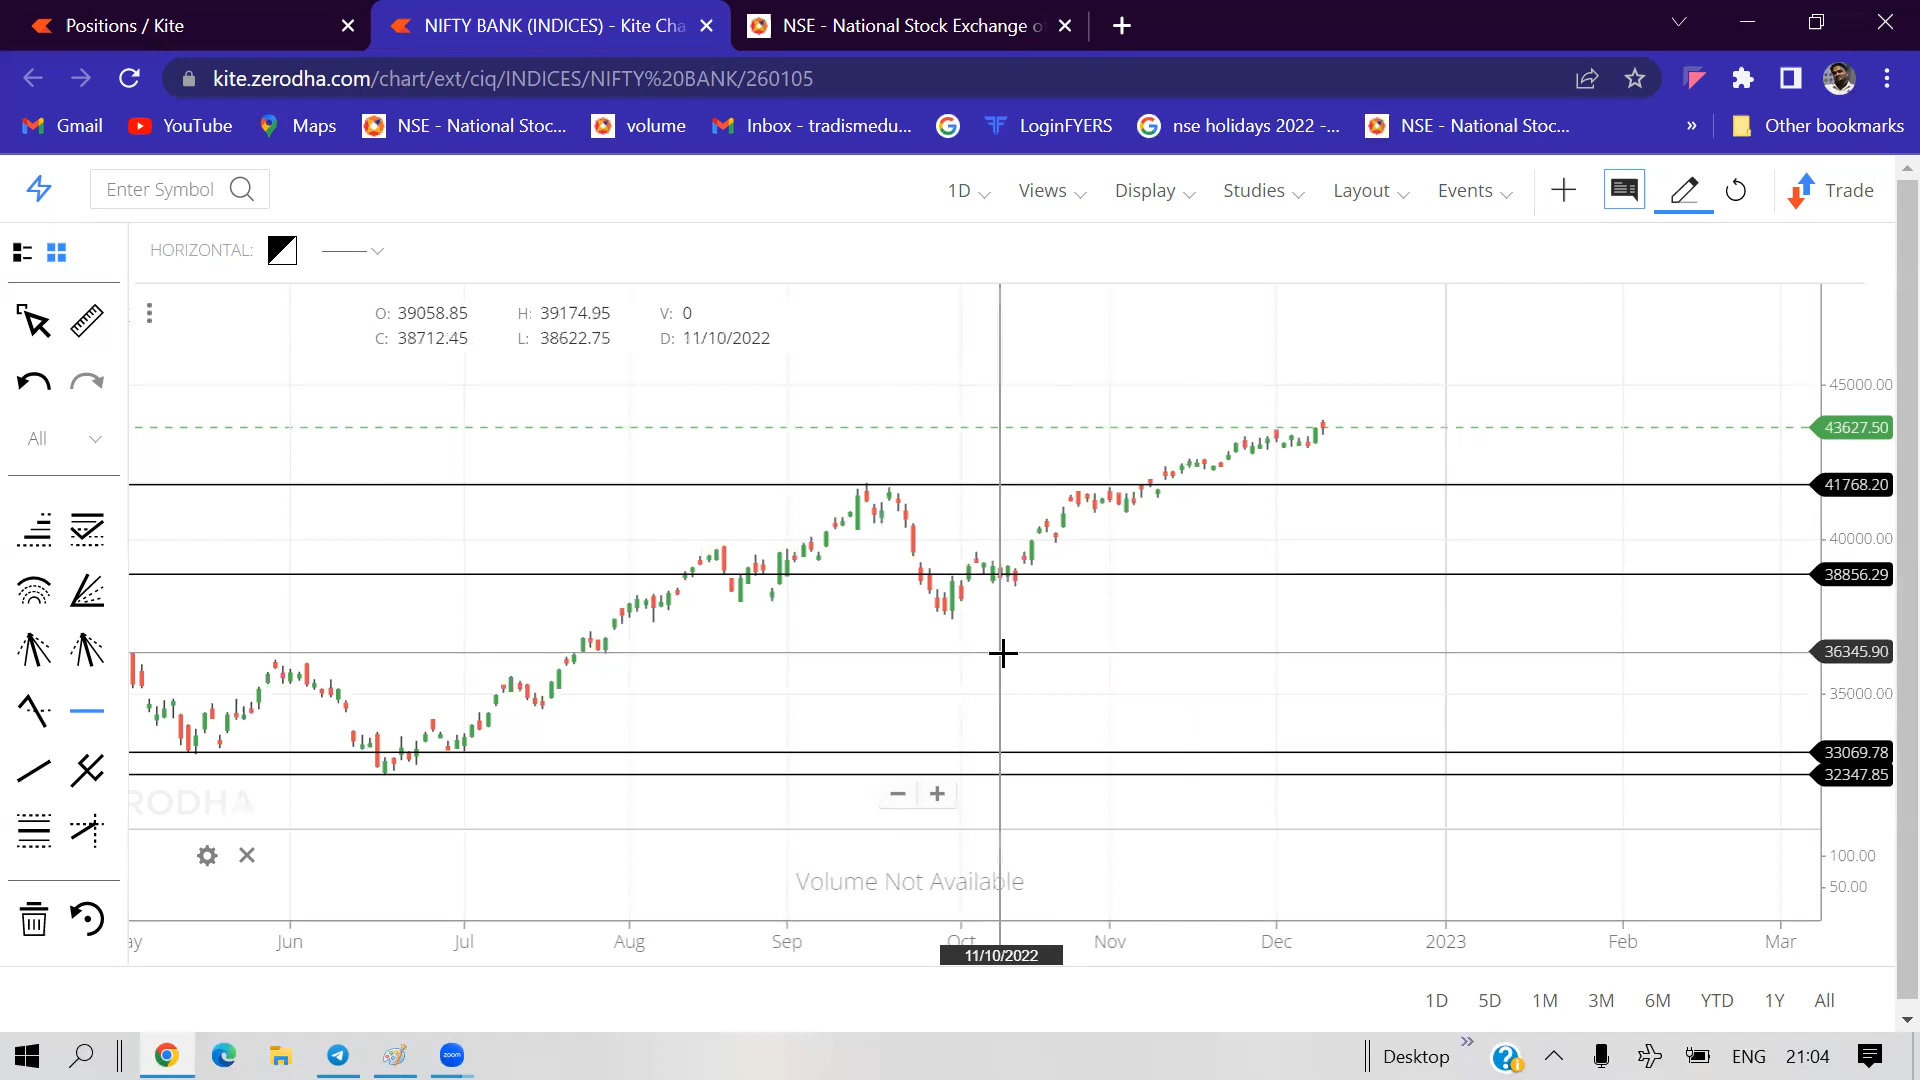 Positions / Kite
NIFTY BANK (INDICES) - Kite Cha
NSE - National Stock Exchange o
kite.zerodha.com/chart/ext/ciq/INDICES/NIFTY%20BANK/260105
Gmail
YouTube
Maps
NSE - National Stoc...
volume
Inbox - tradismedu...
LoginFYERS
nse holidays 2022 -...
NSE - National Stoc...
»
Other bookmarks
Enter Symbol
1D
Views
Display
Studies
Layout
Events
Trade
HORIZONTAL:
O: 39058.85 H: 39174.95 V: 0
C: 38712.45 L: 38622.75 D: 11/10/2022
All
45000.00
43627.50
41768.20
40000.00
38856.29
36345.90
35000.00
33069.78
32347.85
RODHA
100.00
Volume Not Available
50.00
ay Jun Jul Aug Sep Oct Nov Dec 2023 Feb Mar
11/10/2022
1D 5D 1M 3M 6M YTD 1Y All
zoom
Desktop
»
ENG
21:04